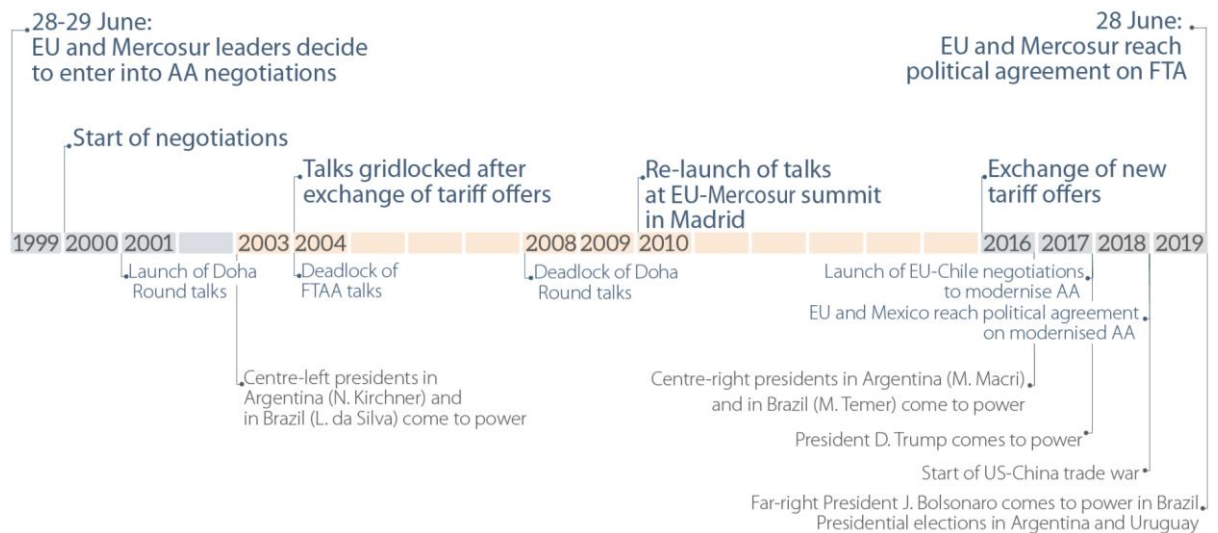 28-29 June:
EU and Mercosur leaders decide
to enter into AA negotiations
28 June:
EU and Mercosur reach
political agreement on FTA
Start of negotiations
Talks gridlocked after
exchange of tariff offers
Re-launch of talks
at EU-Mercosur summit
in Madrid
Exchange of new
tariff offers
1999 2000 2001 2003 2004 2008 2009 2010 2016 2017 2018 2019
Launch of Doha
Round talks
Deadlock of
FTAA talks
Deadlock of Doha
Round talks
Launch of EU-Chile negotiations
to modernise AA
EU and Mexico reach political agreement
on modernised AA
Centre-left presidents in
Argentina (N. Kirchner) and
in Brazil (L. da Silva) come to power
Centre-right presidents in Argentina (M. Macri)
and in Brazil (M. Temer) come to power
President D. Trump comes to power
Start of US-China trade war
Far-right President J. Bolsonaro comes to power in Brazil
Presidential elections in Argentina and Uruguay